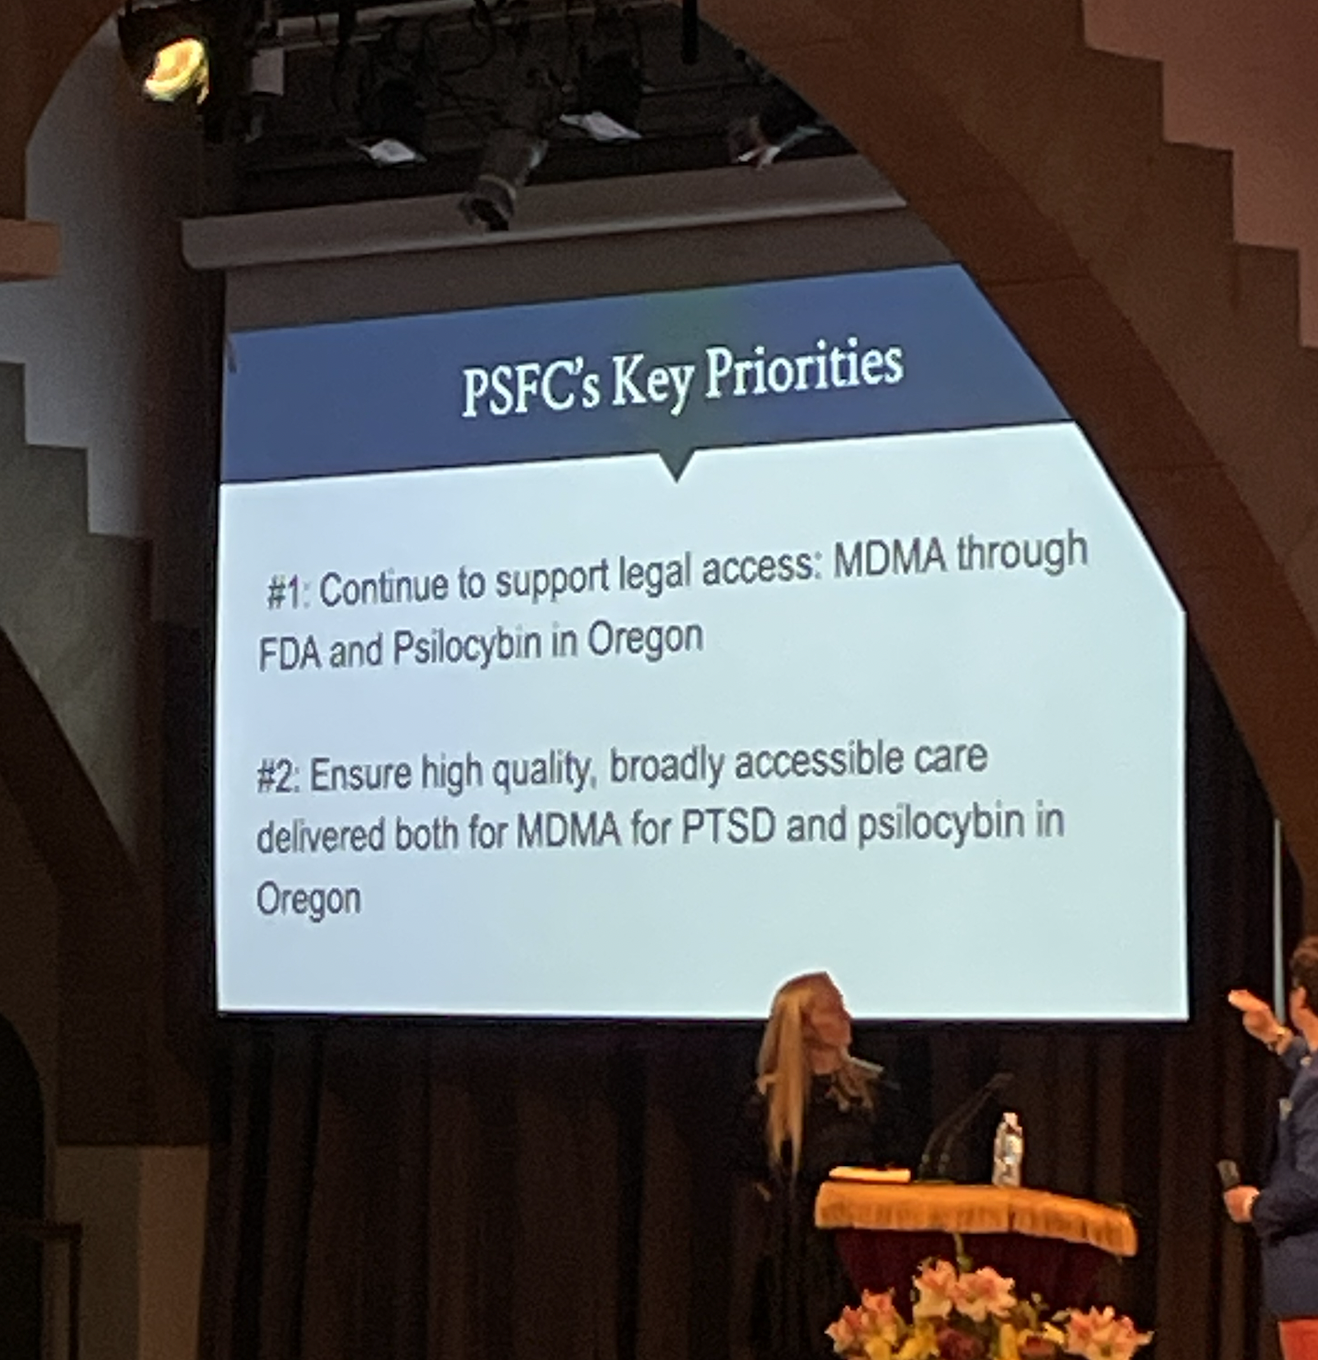 PSFC's Key Priorities
#1: Continue to support legal access: MDMA through
FDA and Psilocybin in Oregon
#2: Ensure high quality, broadly accessible care
delivered both for MDMA for PTSD and psilocybin in
Oregon